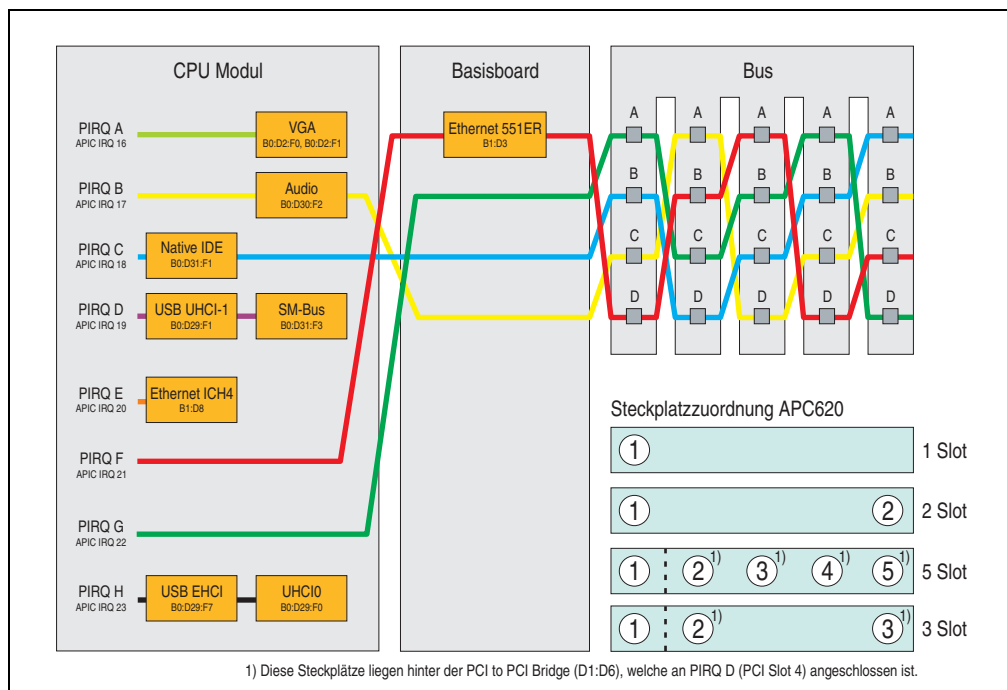 CPU Modul
Basisboard
Bus
PIRQ A
APIC IRQ 16
VGA
B0:D2:F0, B0:D2:F1
PIRQ B
APIC IRQ 17
Audio
B0:D30:F2
PIRQ C
APIC IRQ 18
Native IDE
B0:D31:F1
PIRQ D
APIC IRQ 19
USB UHCI-1
B0:D29:F1
SM-Bus
B0:D31:F3
PIRQ E
APIC IRQ 20
Ethernet ICH4
B1:D8
PIRQ F
APIC IRQ 21
PIRQ G
APIC IRQ 22
PIRQ H
APIC IRQ 23
USB EHCI
B0:D29:F7
UHCI0
B0:D29:F0
Ethernet 551ER
B1:D3
A A A A A
B B B B B
C C C C C
D D D D D
Steckplatzzuordnung APC620
1 1 Slot
1 2 2 Slot
1 2 1) 3 1) 4 1) 5 1) 5 Slot
1 2 1) 3 1) 3 Slot
1) Diese Steckplätze liegen hinter der PCI to PCI Bridge (D1:D6), welche an PIRQ D (PCI Slot 4) angeschlossen ist.